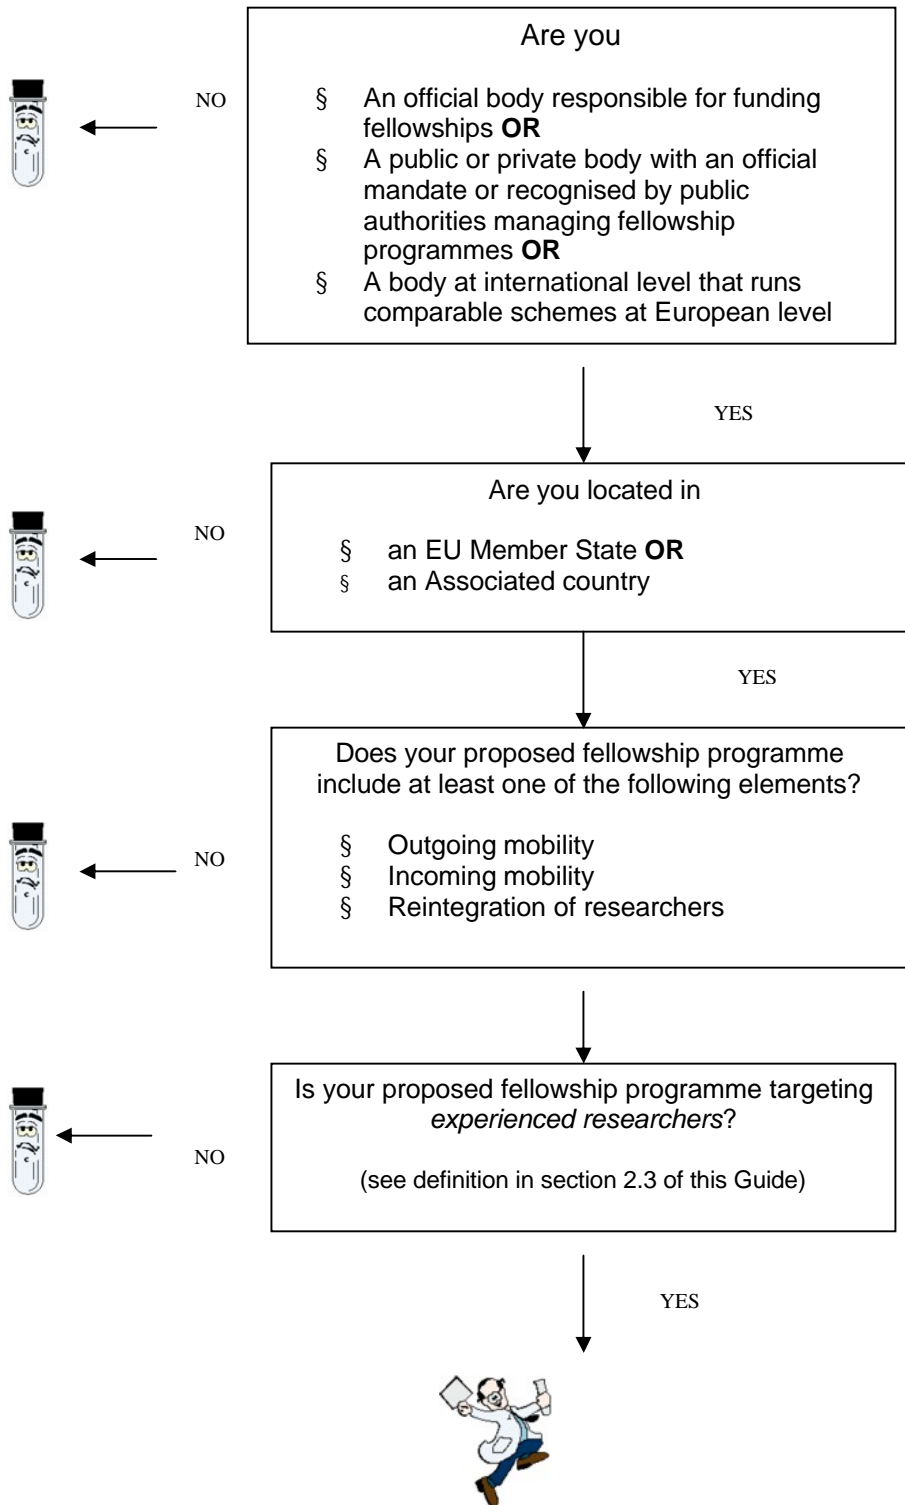 Are you
NO
§ An official body responsible for funding
fellowships OR
§ A public or private body with an official
mandate or recognised by public
authorities managing fellowship
programmes OR
§ A body at international level that runs
comparable schemes at European level
YES
Are you located in
NO
§ an EU Member State OR
§ an Associated country
YES
Does your proposed fellowship programme
include at least one of the following elements?
NO
§ Outgoing mobility
§ Incoming mobility
§ Reintegration of researchers
Is your proposed fellowship programme targeting
experienced researchers?
NO
(see definition in section 2.3 of this Guide)
YES